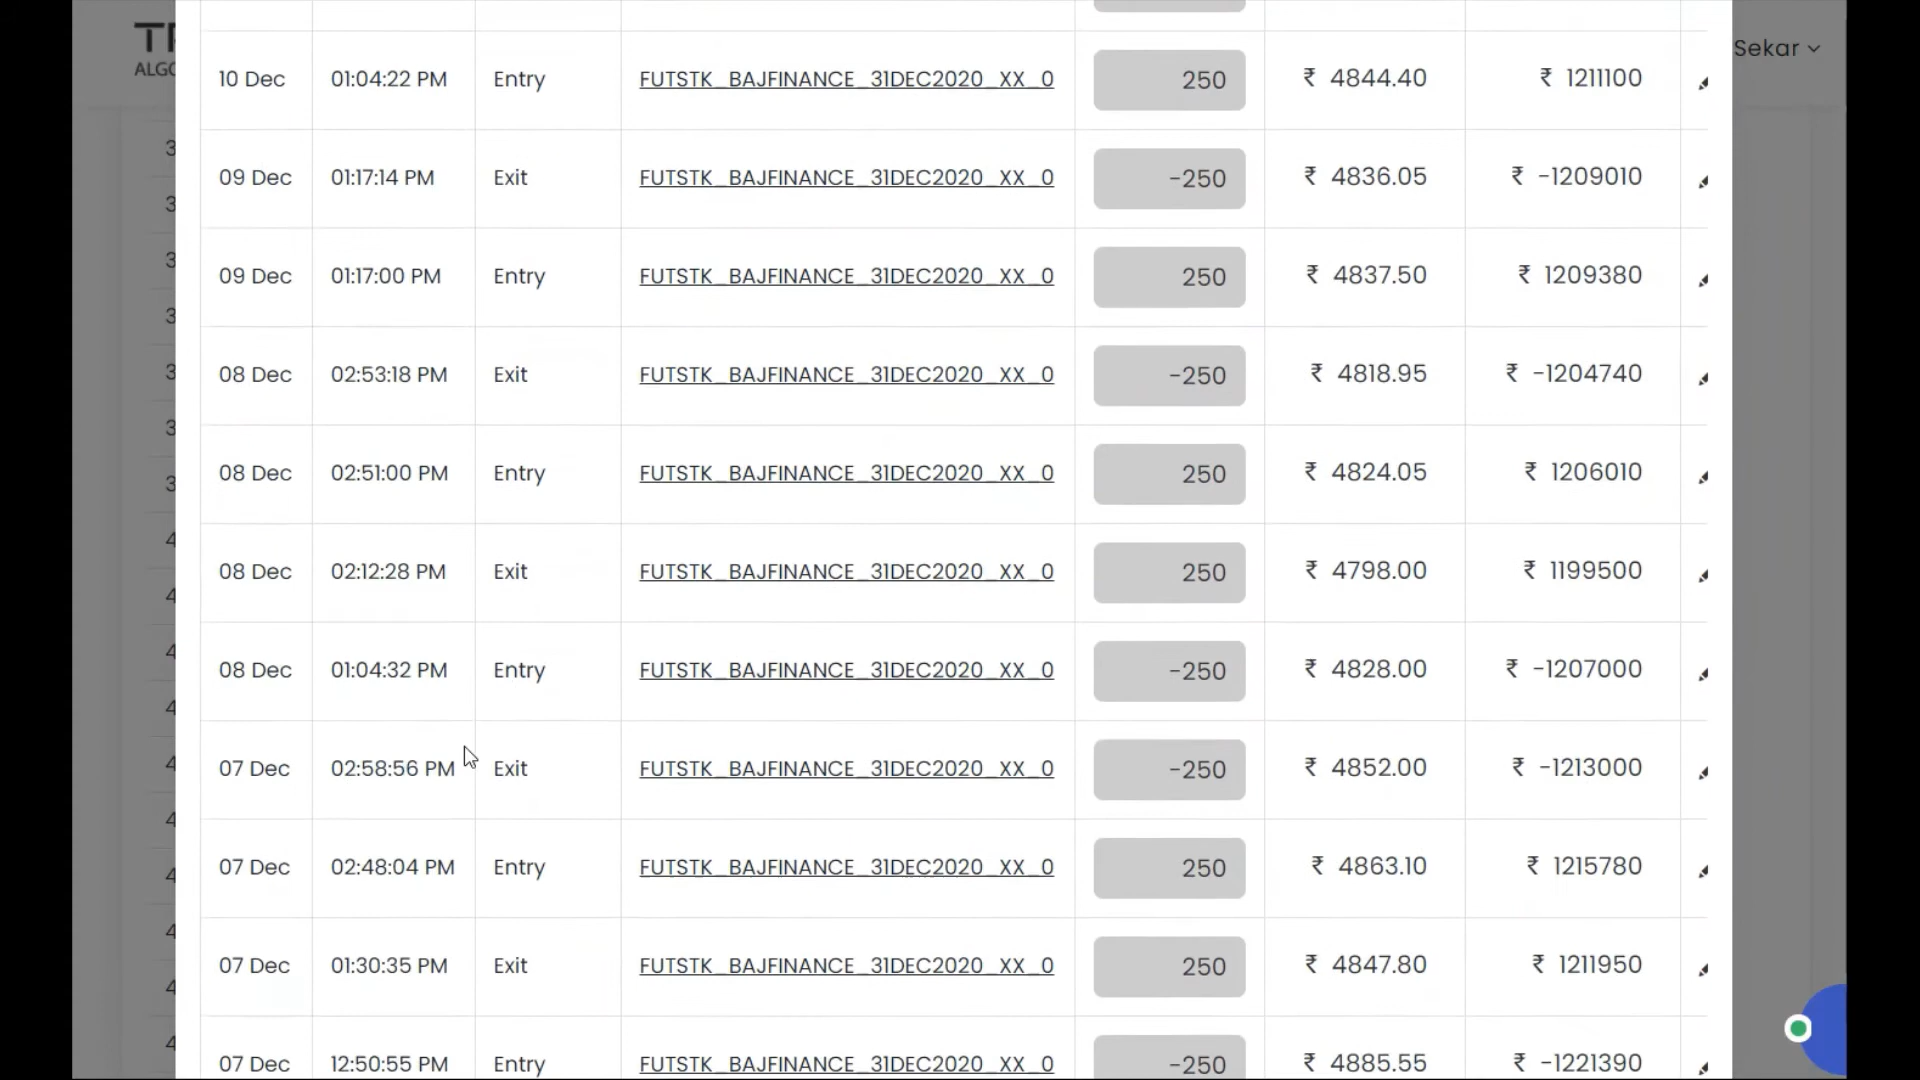 TR
ALGO
Sekar
10 Dec 01:04:22 PM Entry FUTSTK_BAJFINANCE_31DEC2020_XX_0 250 ₹ 4844.40 ₹ 1211100
09 Dec 01:17:14 PM Exit FUTSTK_BAJFINANCE_31DEC2020_XX_0 -250 ₹ 4836.05 ₹ -1209010
09 Dec 01:17:00 PM Entry FUTSTK_BAJFINANCE_31DEC2020_XX_0 250 ₹ 4837.50 ₹ 1209380
08 Dec 02:53:18 PM Exit FUTSTK_BAJFINANCE_31DEC2020_XX_0 -250 ₹ 4818.95 ₹ -1204740
08 Dec 02:51:00 PM Entry FUTSTK_BAJFINANCE_31DEC2020_XX_0 250 ₹ 4824.05 ₹ 1206010
08 Dec 02:12:28 PM Exit FUTSTK_BAJFINANCE_31DEC2020_XX_0 250 ₹ 4798.00 ₹ 1199500
08 Dec 01:04:32 PM Entry FUTSTK_BAJFINANCE_31DEC2020_XX_0 -250 ₹ 4828.00 ₹ -1207000
07 Dec 02:58:56 PM Exit FUTSTK_BAJFINANCE_31DEC2020_XX_0 -250 ₹ 4852.00 ₹ -1213000
07 Dec 02:48:04 PM Entry FUTSTK_BAJFINANCE_31DEC2020_XX_0 250 ₹ 4863.10 ₹ 1215780
07 Dec 01:30:35 PM Exit FUTSTK_BAJFINANCE_31DEC2020_XX_0 250 ₹ 4847.80 ₹ 1211950
07 Dec 12:50:55 PM Entry FUTSTK_BAJFINANCE_31DEC2020_XX_0 -250 ₹ 4885.55 ₹ -1221390